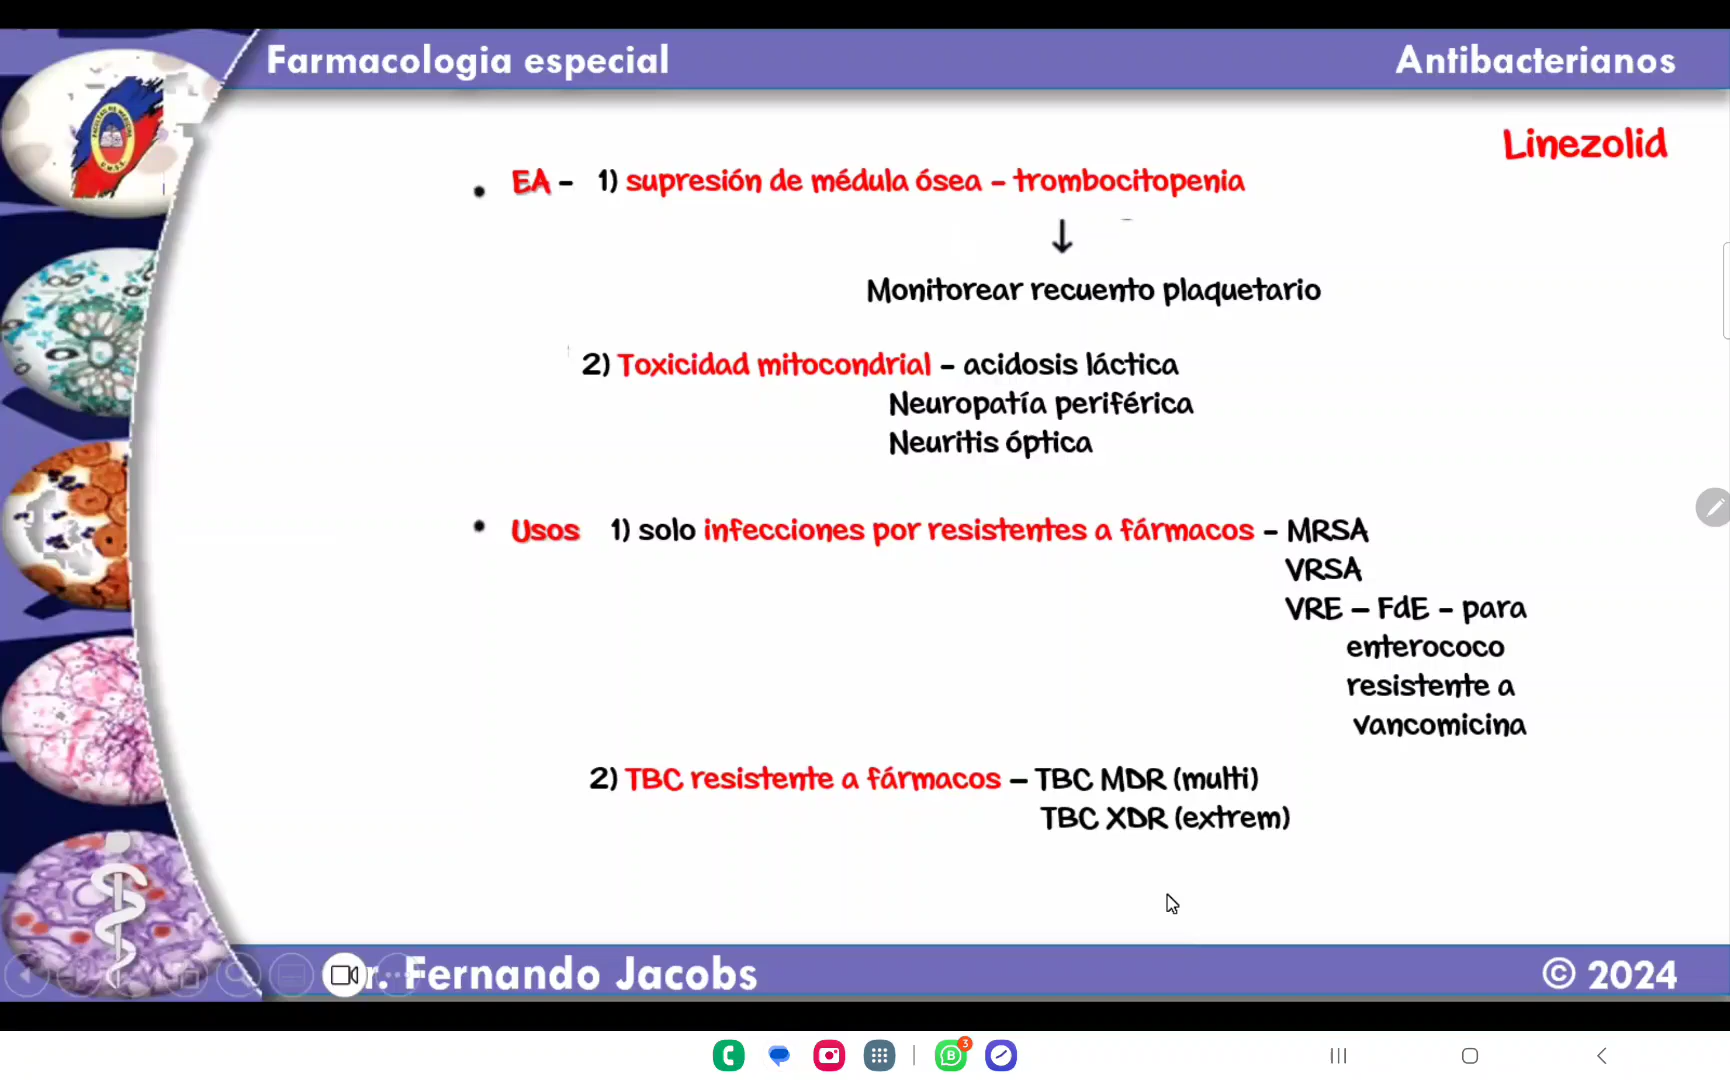 Farmacologia especial
Antibacterianos
Linezolid
EA – 1) supresión de médula ósea – trombocitopenia
↓
Monitorear recuento plaquetario
2) Toxicidad mitocondrial – acidosis láctica
Neuropatía periférica
Neuritis óptica
Usos 1) solo infecciones por resistentes a fármacos – MRSA
VRSA
VRE – FdE – para
enterococo
resistente a
vancomicina
2) TBC resistente a fármacos – TBC MDR (multi)
TBC XDR (extrem)
r. Fernando Jacobs
© 2024
3